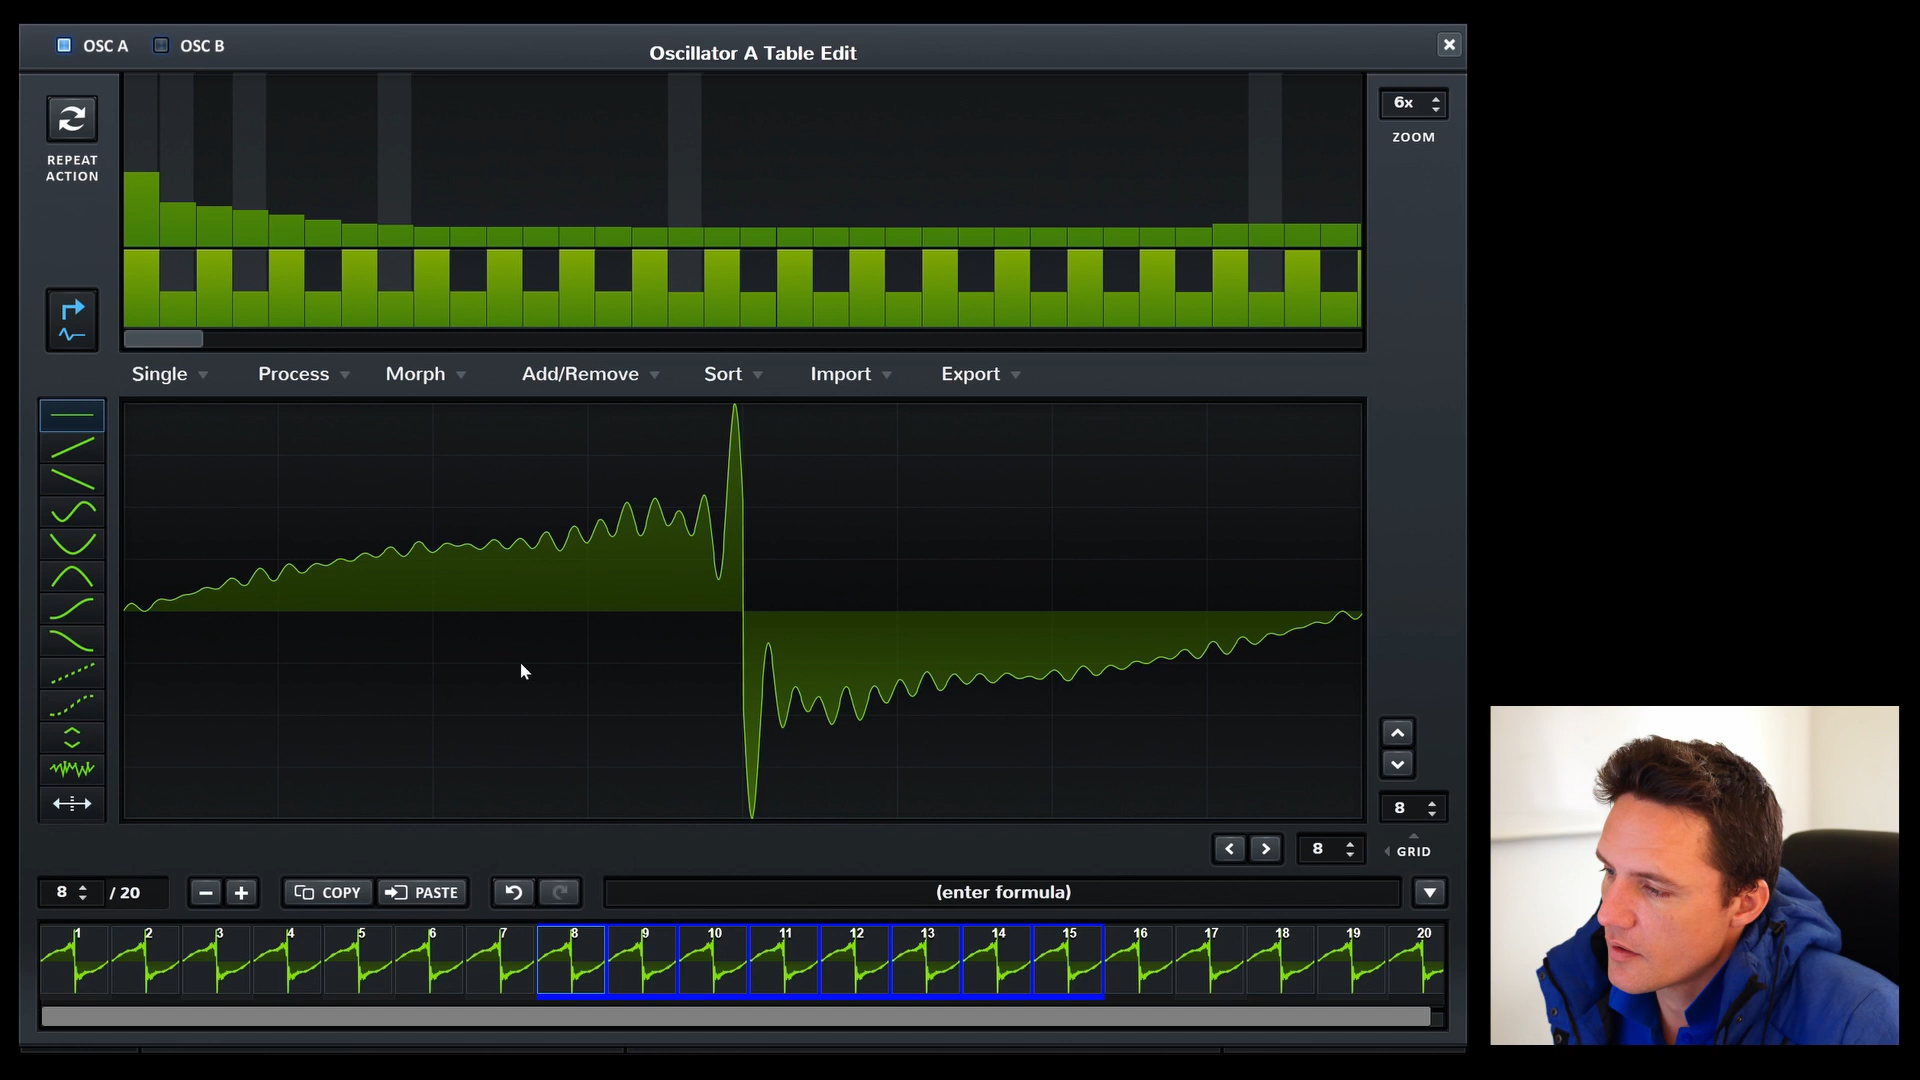 OSC A OSC B
Oscillator A Table Edit
REPEAT
ACTION
6x
ZOOM
Single Process Morph Add/Remove Sort Import Export
8
8
GRID
8 / 20 COPY PASTE (enter formula)
1 2 3 4 5 6 7 8 9 10 11 12 13 14 15 16 17 18 19 20